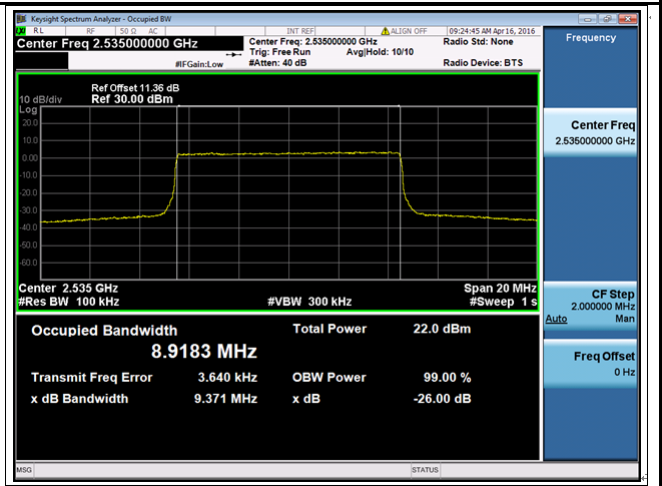 Keysight Spectrum Analyzer - Occupied BW
RL RF 50 Ω AC INT REF ALIGN OFF 09:24:45 AM Apr 16, 2016
Center Freq 2.535000000 GHz
Center Freq: 2.535000000 GHz
Radio Std: None
Trig: Free Run Avg|Hold: 10/10
#IFGain:Low
#Atten: 40 dB
Radio Device: BTS
Ref Offset 11.36 dB
10 dB/div Ref 30.00 dBm
Log
20.0
10.0
0.00
-10.0
-20.0
-30.0
-40.0
-50.0
-60.0
Center 2.535 GHz
Span 20 MHz
#Res BW 100 kHz
#VBW 300 kHz
#Sweep 1 s
Occupied Bandwidth
Total Power 22.0 dBm
8.9183 MHz
Transmit Freq Error 3.640 kHz
OBW Power 99.00 %
x dB Bandwidth 9.371 MHz
x dB -26.00 dB
MSG
STATUS
Frequency
Center Freq
2.535000000 GHz
CF Step
2.000000 MHz
Auto Man
Freq Offset
0 Hz